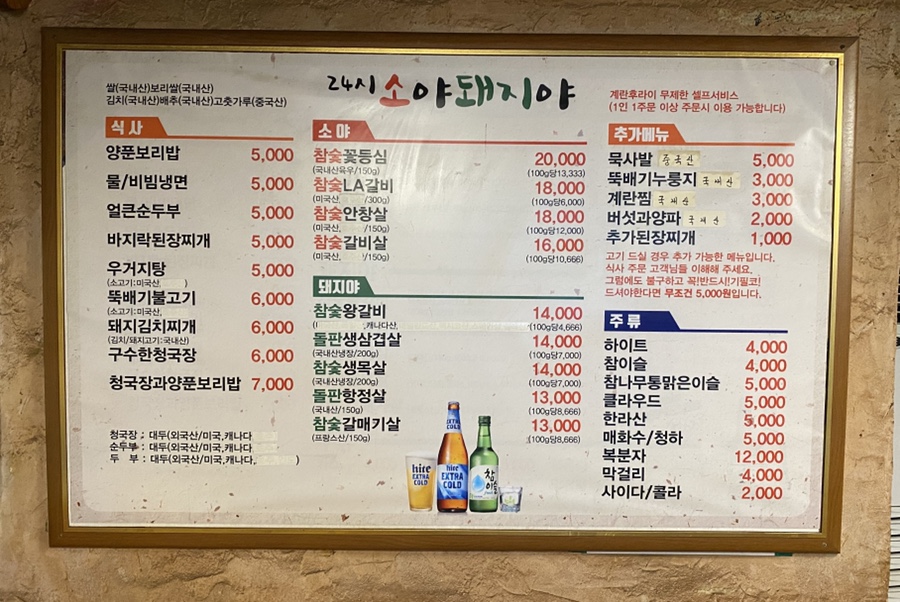 쌀(국내산)보리쌀(국내산)
김치(국내산)배추(국내산)고춧가루(중국산)
24시 소야돼지야
계란후라이 무제한 셀프서비스
(1인 1주문 이상 주문시 이용 가능합니다)
식 사
양푼보리밥 5,000
물/비빔냉면 5,000
얼큰순두부 5,000
바지락된장찌개 5,000
우거지탕 5,000
(소고기:미국산, )
뚝배기불고기 6,000
(소고기:미국산,
돼지김치찌개 6,000
(김치/돼지고기:국내산)
구수한청국장 6,000
청국장과양푼보리밥 7,000
청국장 : 대두(외국산/미국,캐나다
순두부 : 대두(외국산/미국,캐나다
두 부 : 대두(외국산/미국,캐나다, )
소 야
참숯꽃등심 20,000
(국내산육우/150g) (100g당13,333)
참숯LA갈비 18,000
(미국산, /300g) (100g당6,000)
참숯안창살 18,000
(미국산, /150g) (100g당12,000)
참숯갈비살 16,000
(미국산, /150g) (100g당10,666)
돼지야
참숯왕갈비 14,000
( ,캐나다산, (100g당4,666)
돌판생삼겹살 14,000
(국내산냉장/200g) (100g당7,000)
참숯생목살 14,000
(국내산냉장/200g) (100g당7,000)
돌판항정살 13,000
(국내산/150g) (100g당8,666)
참숯갈매기살 13,000
(프랑스산/150g) (100g당8,666)
hite
EXTRA
COLD
EXTRA
COLD
hite
EXTRA
COLD
참이슬
추가메뉴
묵사발 중국산 5,000
뚝배기누룽지 국내산 3,000
계란찜 국내산 3,000
버섯과양파 국내산 2,000
추가된장찌개 1,000
고기 드실 경우 추가 가능한 메뉴입니다.
식사 주문 고객님들 이해해 주세요.
그럼에도 불구하고 꼭!반드시!기필코!
드셔야한다면 무조건 5,000원입니다.
주 류
하이트 4,000
참이슬 4,000
참나무통맑은이슬 5,000
클라우드 5,000
한라산 5,000
매화수/청하 5,000
복분자 12,000
막걸리 4,000
사이다/콜라 2,000